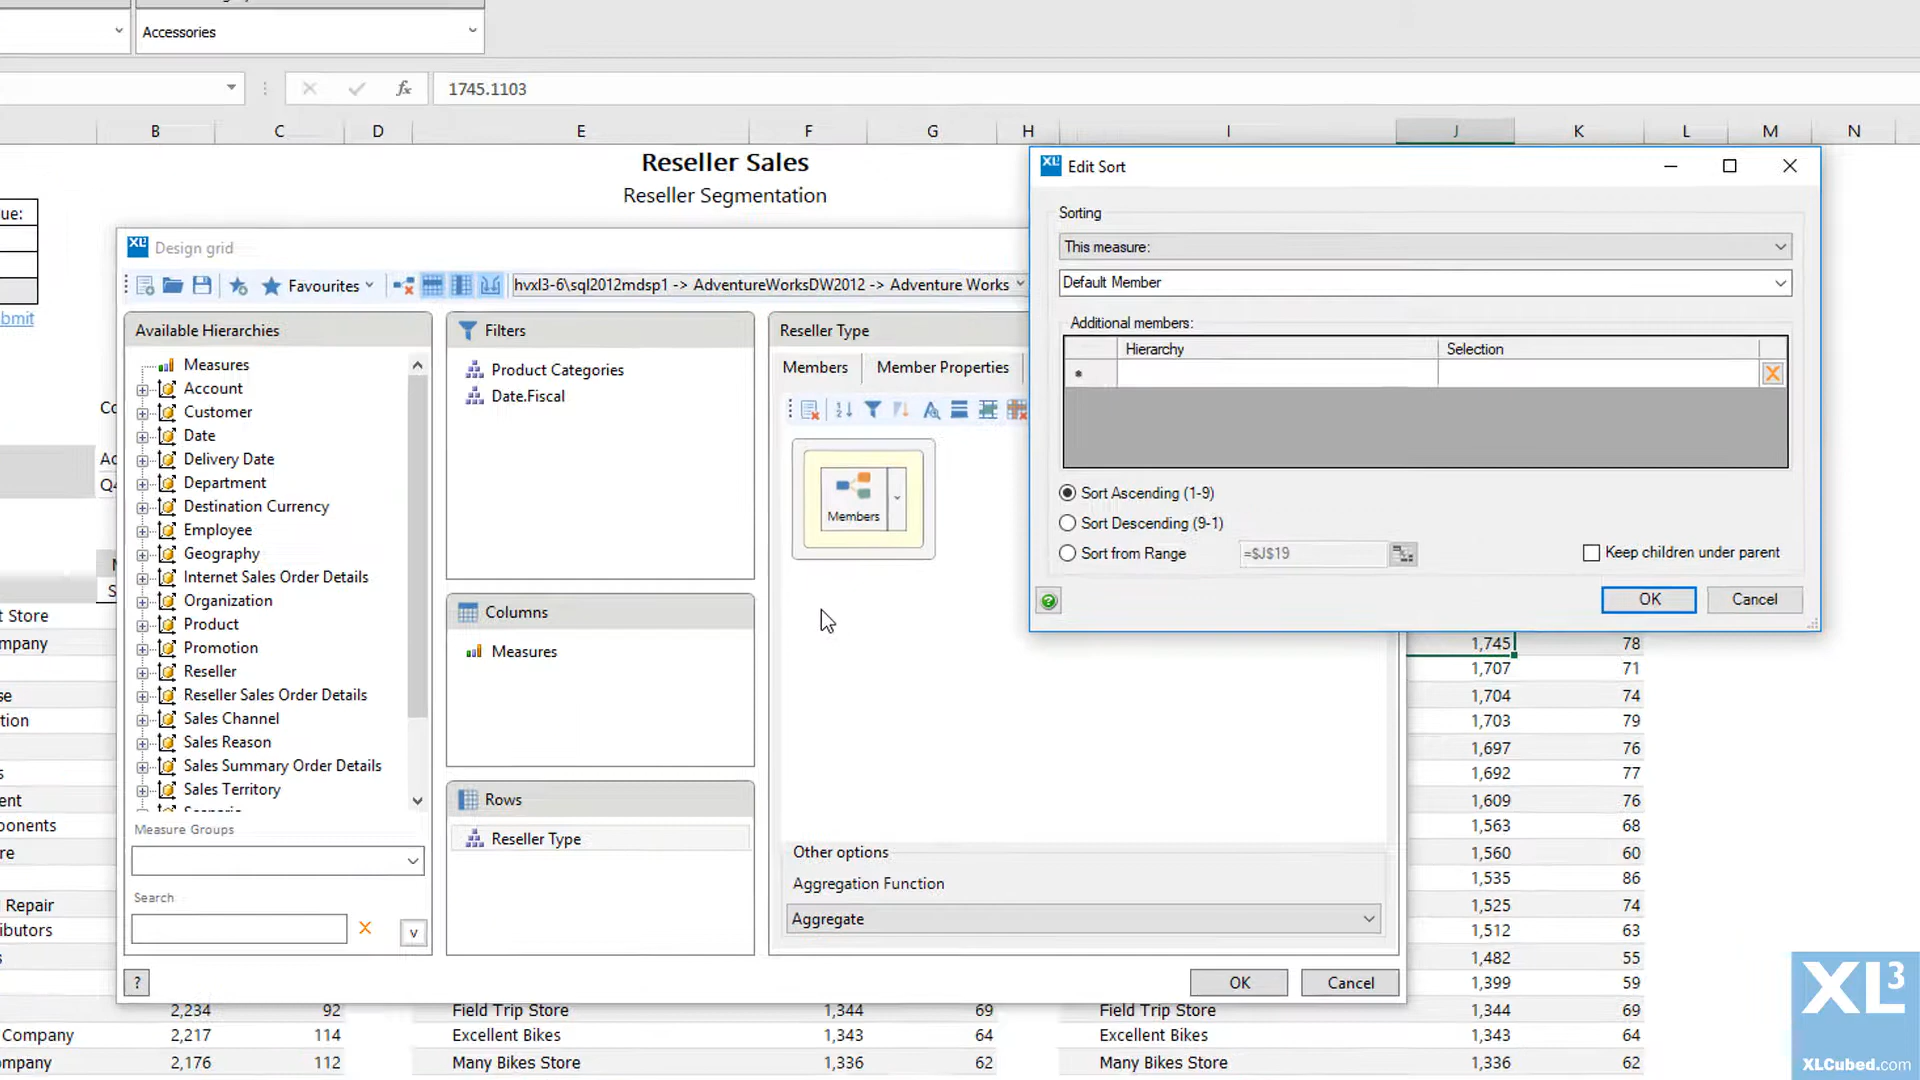 Accessories
1745.1103
B C D E F G H I J K L M N
Reseller Sales
Reseller Segmentation
ue:
bmit
Design grid
Favourites
hvxl3-6\sql2012mdsp1 -> AdventureWorksDW2012 -> Adventure Works
Available Hierarchies
Measures
Account
Customer
Date
Delivery Date
Department
Destination Currency
Employee
Geography
Internet Sales Order Details
Organization
Product
Promotion
Reseller
Reseller Sales Order Details
Sales Channel
Sales Reason
Sales Summary Order Details
Sales Territory
Measure Groups
Search
v
?
Filters
Product Categories
Date.Fiscal
Columns
Measures
Rows
Reseller Type
Reseller Type
Members Member Properties
Members
Other options
Aggregation Function
Aggregate
OK Cancel
Edit Sort
Sorting
This measure:
Default Member
Additional members:
Hierarchy Selection
*
Sort Ascending (1-9)
Sort Descending (9-1)
Sort from Range =$J$19 Keep children under parent
OK Cancel
t Store
mpany
se
tion
s
ent
ponents
re
l Repair
ibutors
s
1,745 78
1,707 71
1,704 74
1,703 79
1,697 76
1,692 77
1,609 76
1,563 68
1,560 60
1,535 86
1,525 74
1,512 63
1,482 55
1,399 59
2,234 92 Field Trip Store 1,344 69 Field Trip Store 1,344 69
Company 2,217 114 Excellent Bikes 1,343 64 Excellent Bikes 1,343 64
mpany 2,176 112 Many Bikes Store 1,336 62 Many Bikes Store 1,336 62
XL3
XLCubed.com